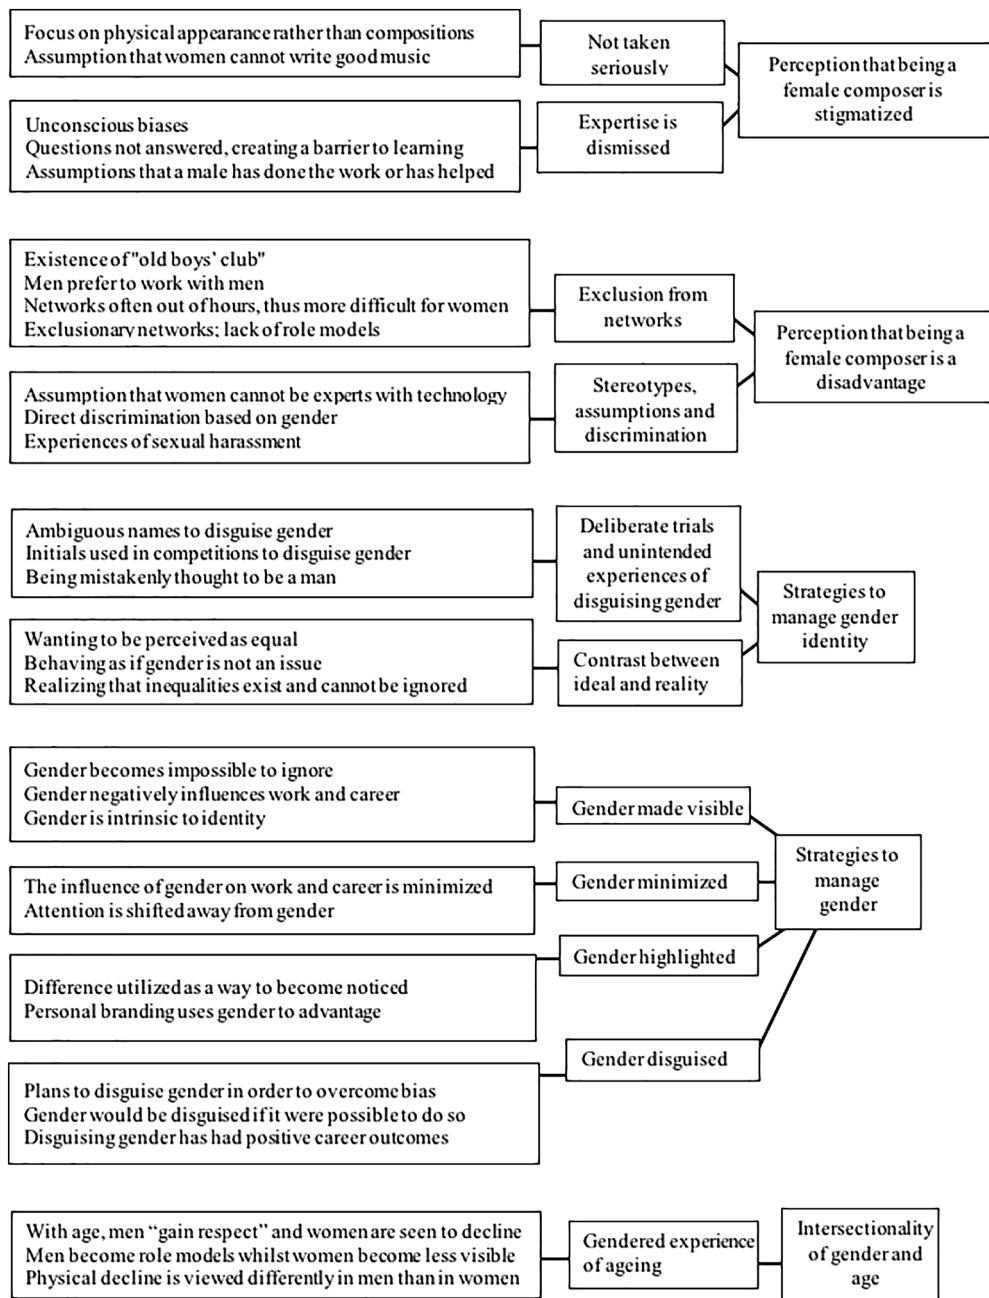 Focus on physical appearance rather than compositions
Assumption that women cannot write good music
Not taken
seriously
Perception that being a
female composer is
stigmatized
Unconscious biases
Questions not answered, creating a barrier to learning
Assumptions that a male has done the work or has helped
Expertise is
dismissed
Existence of "old boys’ club"
Men prefer to work with men
Networks often out of hours, thus more difficult for women
Exclusionary networks; lack of role models
Exclusion from
networks
Perception that being a
female composer is a
disadvantage
Assumption that women cannot be experts with technology
Direct discrimination based on gender
Experiences of sexual harassment
Stereotypes,
assumptions and
discrimination
Ambiguous names to disguise gender
Initials used in competitions to disguise gender
Being mistakenly thought to be a man
Deliberate trials
and unintended
experiences of
disguising gender
Strategies to
manage gender
identity
Wanting to be perceived as equal
Behaving as if gender is not an issue
Realizing that inequalities exist and cannot be ignored
Contrast between
ideal and reality
Gender becomes impossible to ignore
Gender negatively influences work and career
Gender is intrinsic to identity
Gender made visible
Strategies to
manage
gender
The influence of gender on work and career is minimized
Attention is shifted away from gender
Gender minimized
Difference utilized as a way to become noticed
Personal branding uses gender to advantage
Gender highlighted
Plans to disguise gender in order to overcome bias
Gender would be disguised if it were possible to do so
Disguising gender has had positive career outcomes
Gender disguised
With age, men “gain respect” and women are seen to decline
Men become role models whilst women become less visible
Physical decline is viewed differently in men than in women
Gendered experience
of ageing
Intersectionality
of gender and
age